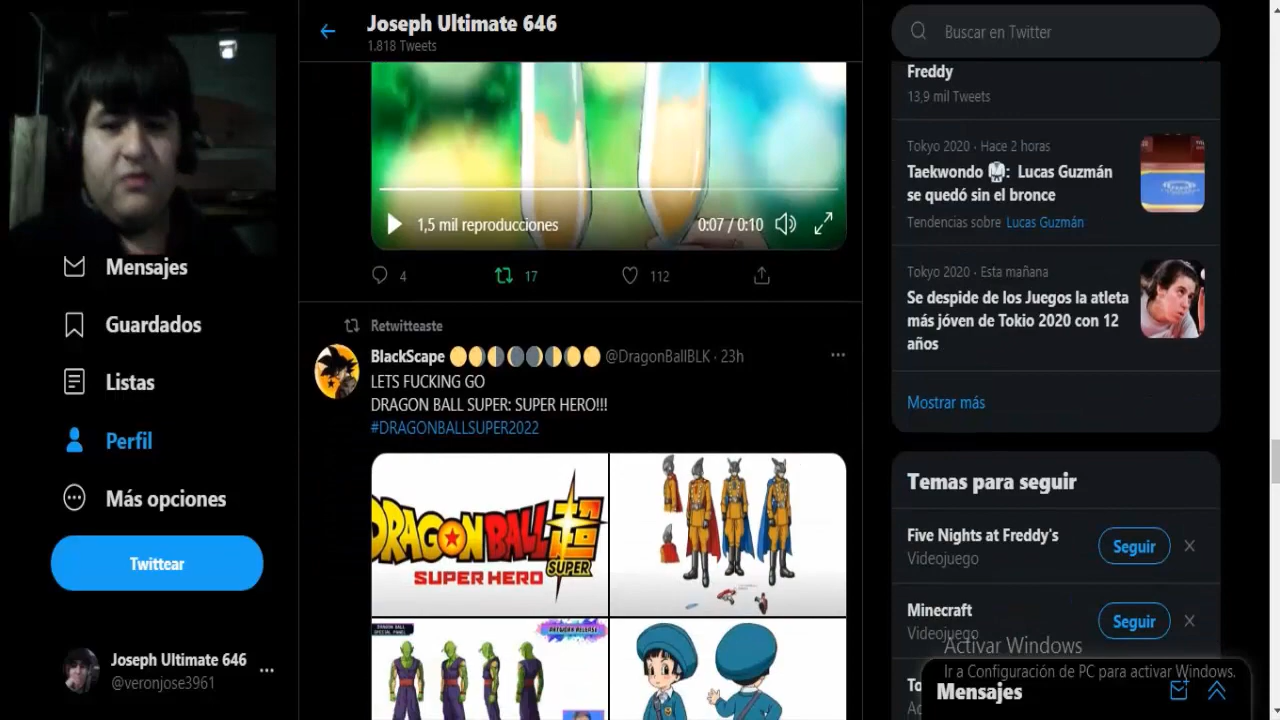 Joseph Ultimate 646
1.818 Tweets
1,5 mil reproducciones
0:07 / 0:10
4
17
112
Retwitteaste
BlackScape @DragonBallBLK · 23h
LETS FUCKING GO
DRAGON BALL SUPER: SUPER HERO!!!
#DRAGONBALLSUPER2022
DRAGON BALL 超
SUPER
SUPER HERO
Mensajes
Guardados
Listas
Perfil
Más opciones
Twittear
Joseph Ultimate 646
@veronjose3961
Buscar en Twitter
Freddy
13,9 mil Tweets
Tokyo 2020 · Hace 2 horas
Taekwondo 🥋: Lucas Guzmán
se quedó sin el bronce
Tendencias sobre Lucas Guzmán
Tokyo 2020 · Esta mañana
Se despide de los Juegos la atleta
más jóven de Tokio 2020 con 12
años
Mostrar más
Temas para seguir
Five Nights at Freddy's
Videojuego
Seguir
Minecraft
Videojuego
Seguir
Activar Windows
Ir a Configuración de PC para activar Windows.
Mensajes